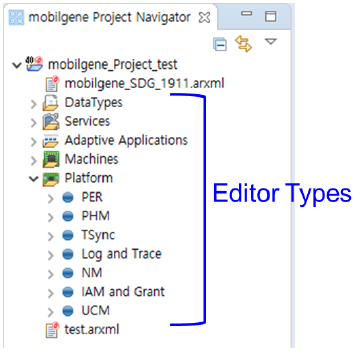 mobilgene Project Navigator
mobilgene_Project_test
mobilgene_SDG_1911.arxml
DataTypes
Services
Adaptive Applications
Machines
Platform
PER
PHM
TSync
Log and Trace
NM
IAM and Grant
UCM
test.arxml
Editor Types